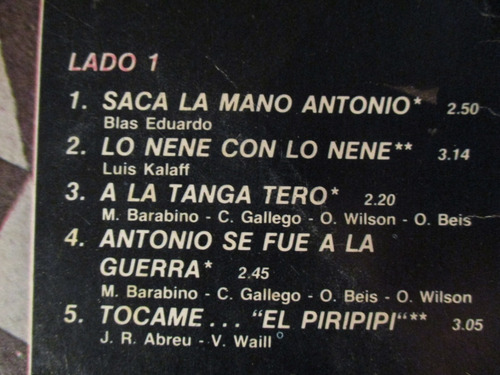 LADO 1
1. SACA LA MANO ANTONIO* 2.50
Blas Eduardo
2. LO NENE CON LO NENE** 3.14
Luis Kalaff
3. A LA TANGA TERO* 2.20
M. Barabino - C. Gallego - O. Wilson - O. Beis
4. ANTONIO SE FUE A LA
GUERRA* 2.45
M. Barabino - C. Gallego - O. Beis - O. Wilson
5. TOCAME... "EL PIRIPIPI"** 3.05
J. R. Abreu - V. Waill